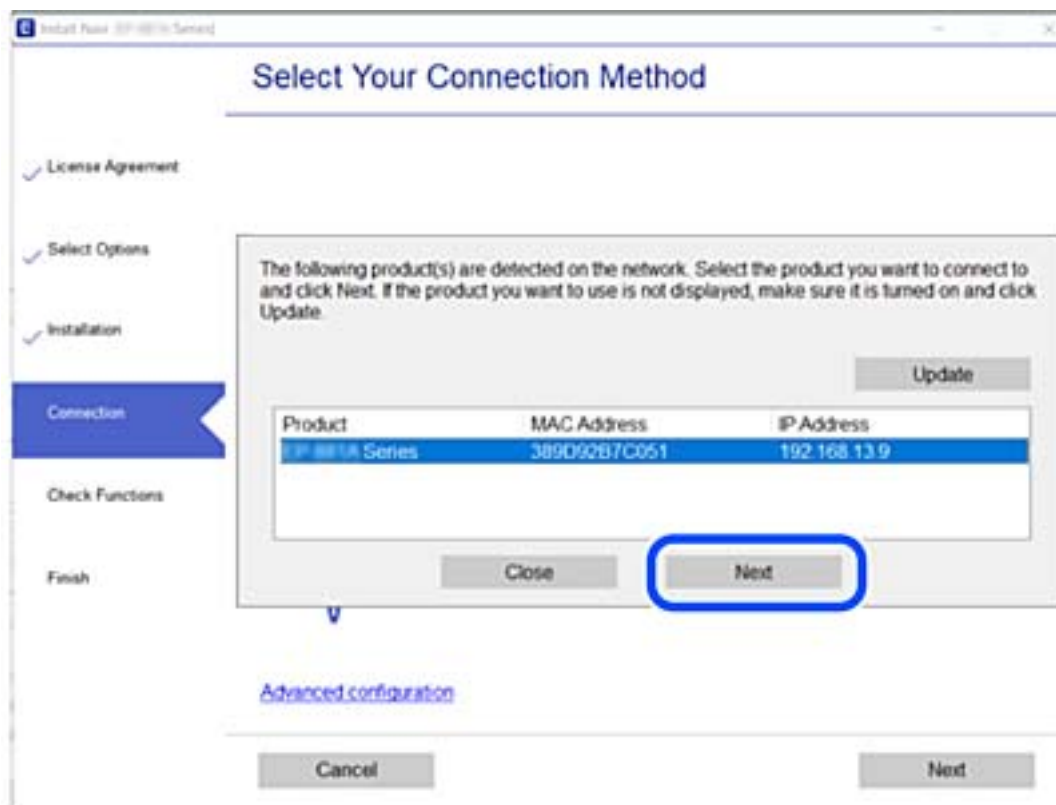 Install Navi
Series]
Select Your Connection Method
License Agreement
Select Options
Installation
Connection
Check Functions
Finish
The following product(s) are detected on the network. Select the product you want to connect to
and click Next. If the product you want to use is not displayed, make sure it is turned on and click
Update.
Update
Product MAC Address IP Address
Series 389D92B7C051 192.168.13.9
Close Next
Advanced configuration
Cancel Next